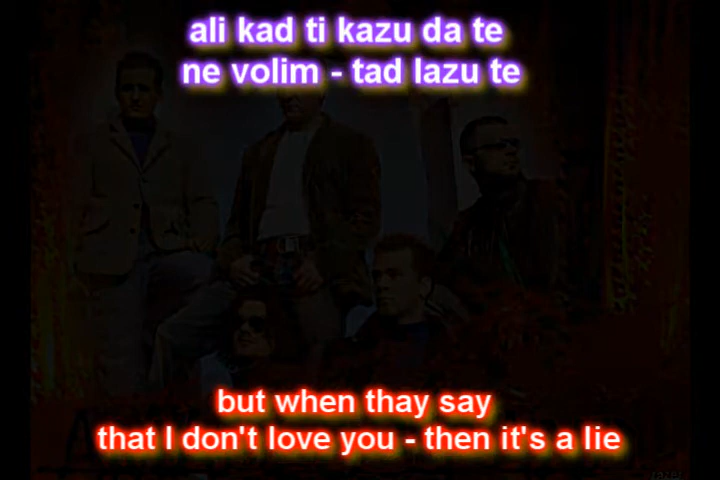 ali kad ti kazu da te
ne volim - tad lazu te
but when thay say
that I don't love you - then it's a lie